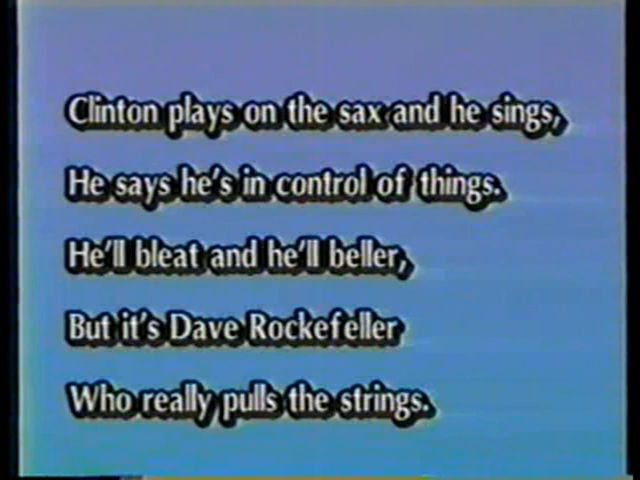 Clinton plays on the sax and he sings,
He says he's in control of things.
He'll bleat and he'll beller,
But it's Dave Rockefeller
Who really pulls the strings.